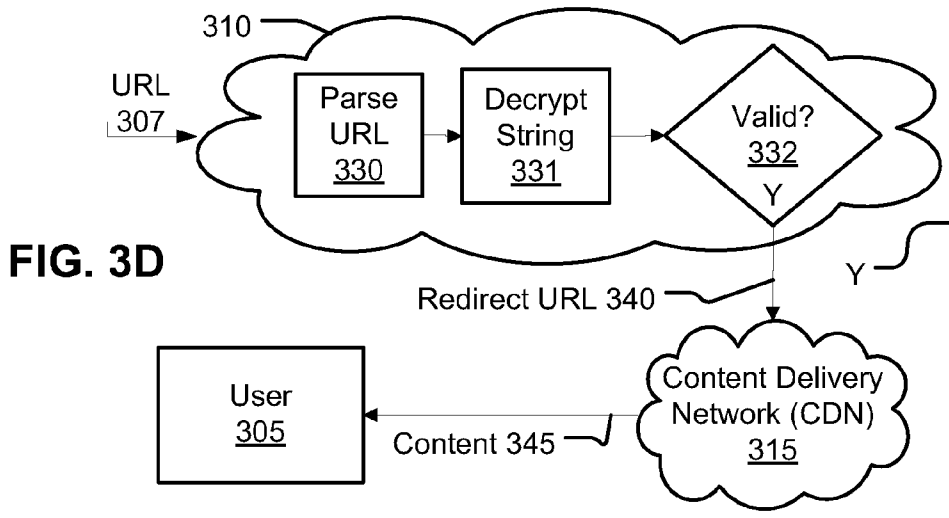 310
URL
307
Parse
URL
330
Decrypt
String
331
Valid?
332
Y
FIG. 3D
Y
Redirect URL 340
User
305
Content 345
Content Delivery
Network (CDN)
315